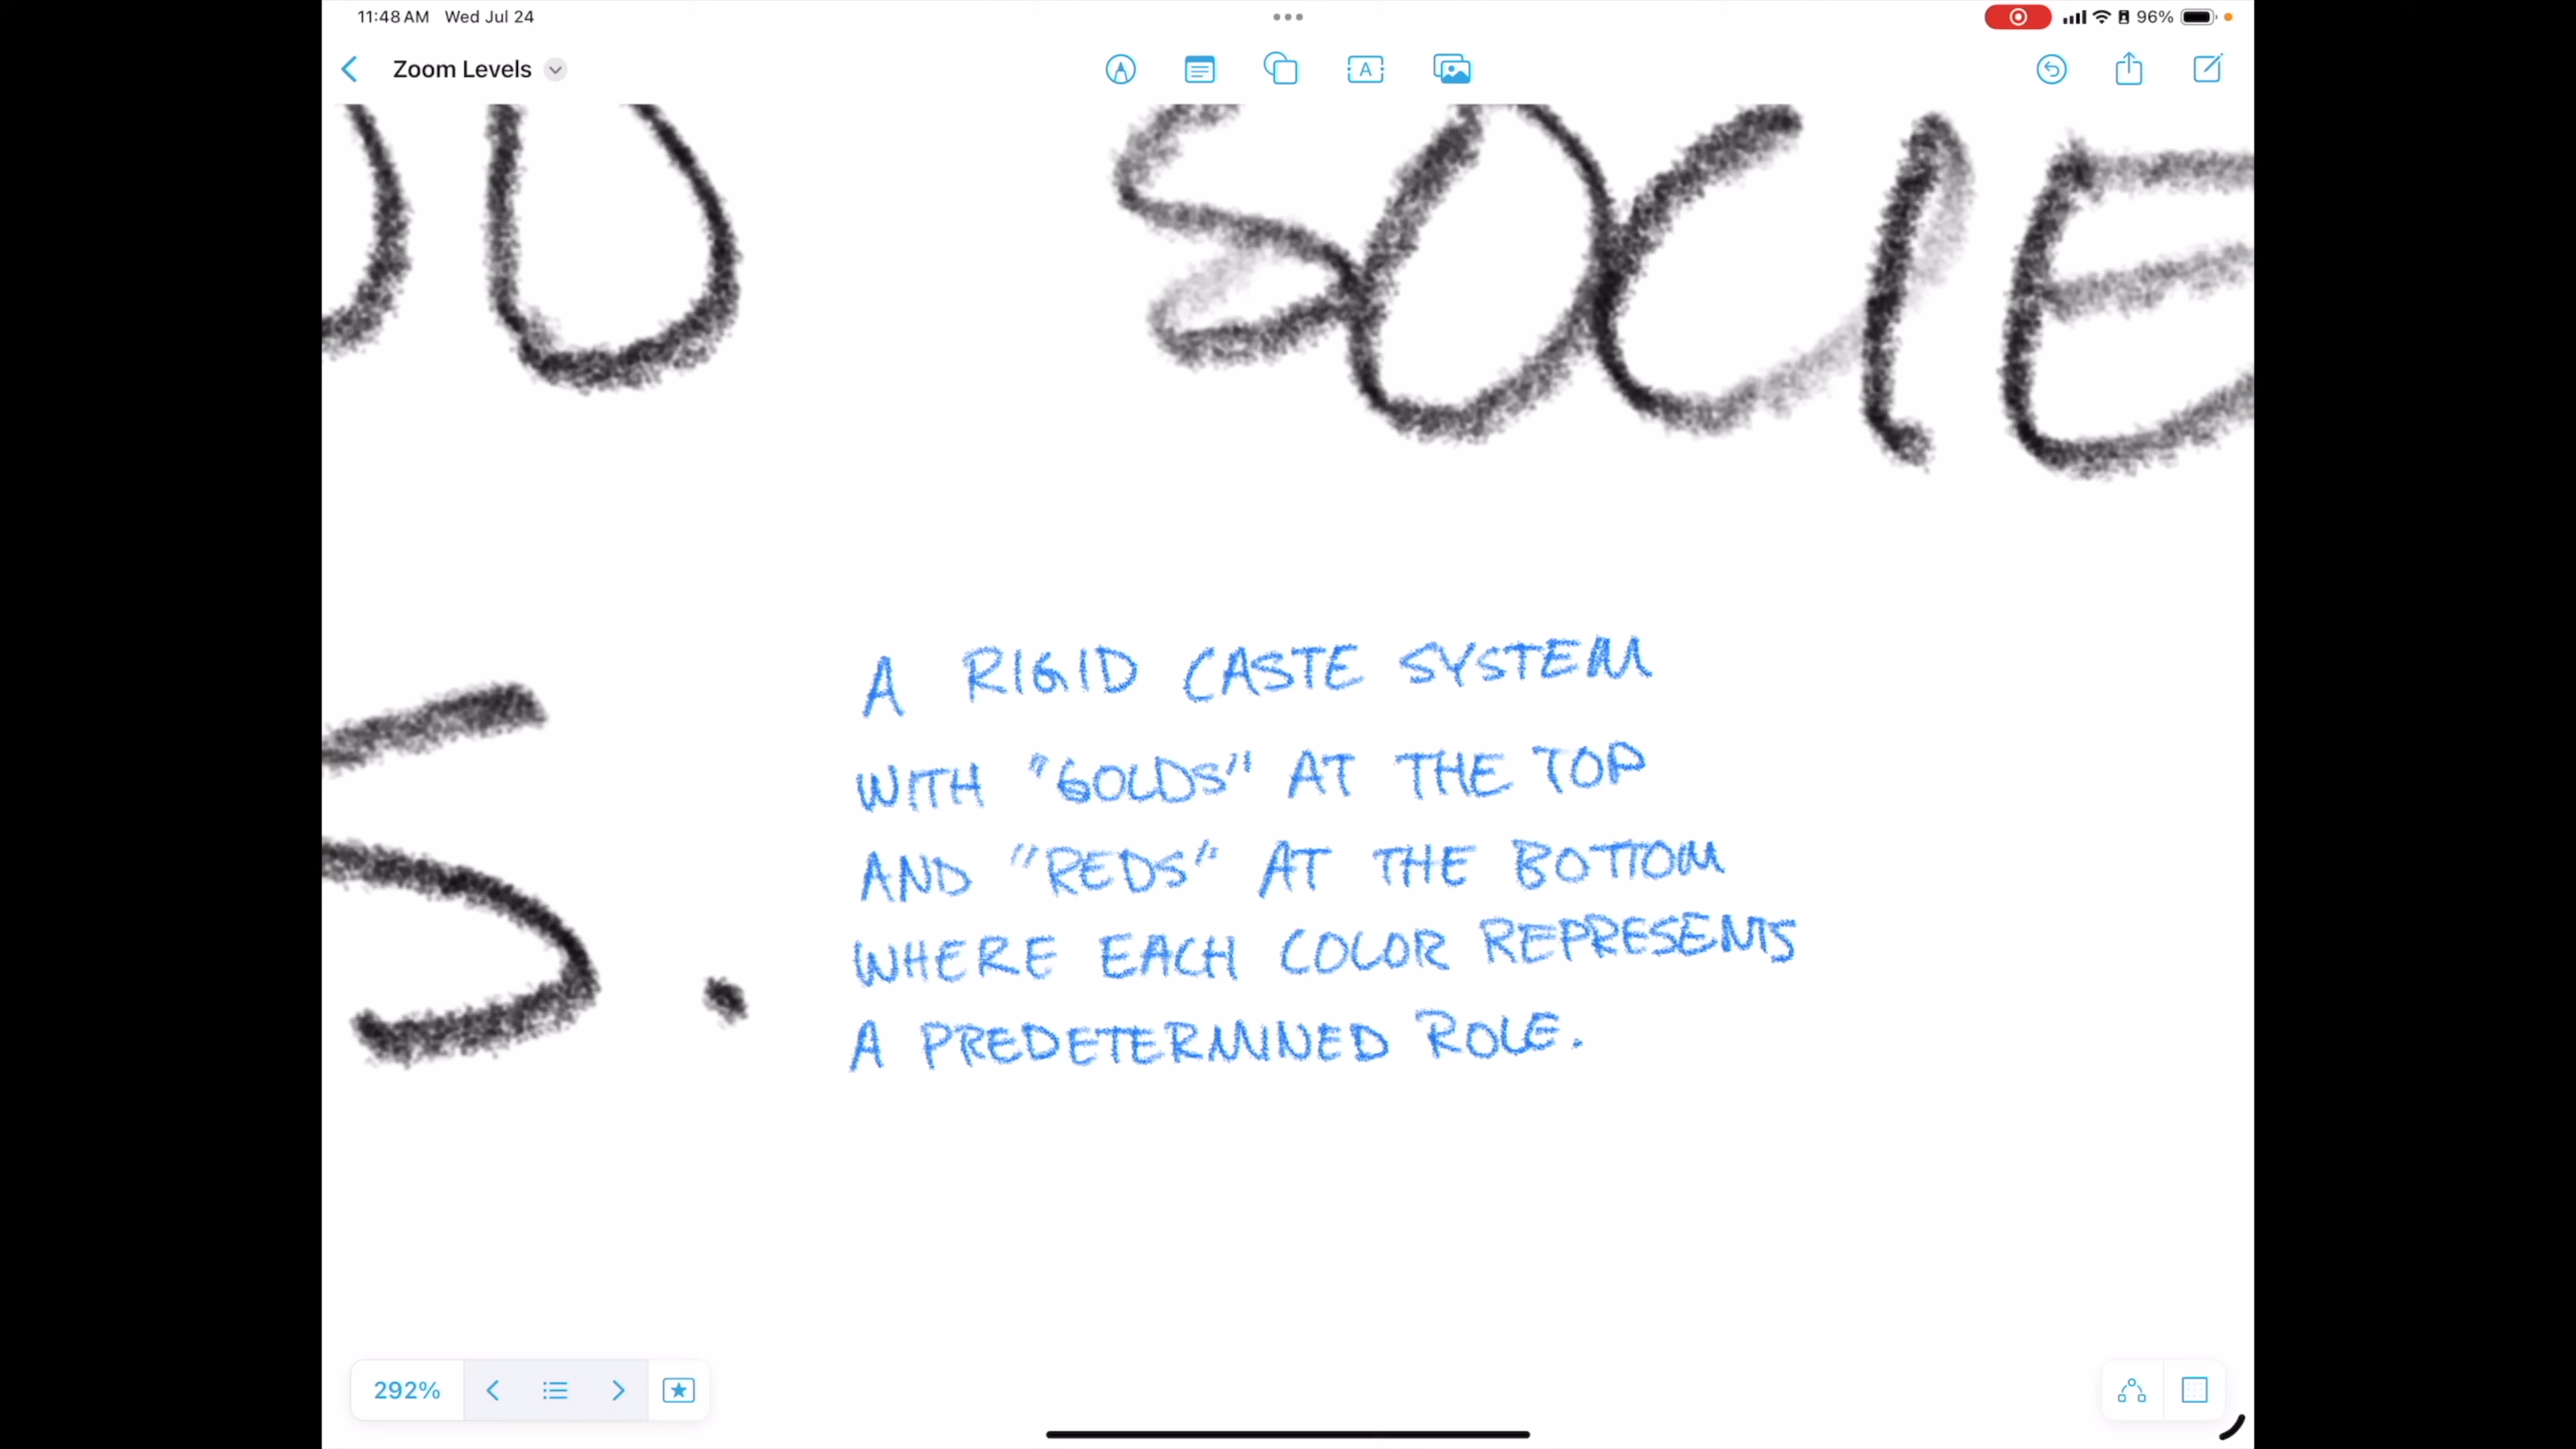 11:48 AM Wed Jul 24
96%
Zoom Levels
A
SOCIE
A RIGID CASTE SYSTEM
WITH "GOLDS" AT THE TOP
AND "REDS" AT THE BOTTOM
WHERE EACH COLOR REPRESENTS
A PREDETERMINED ROLE.
S.
292%